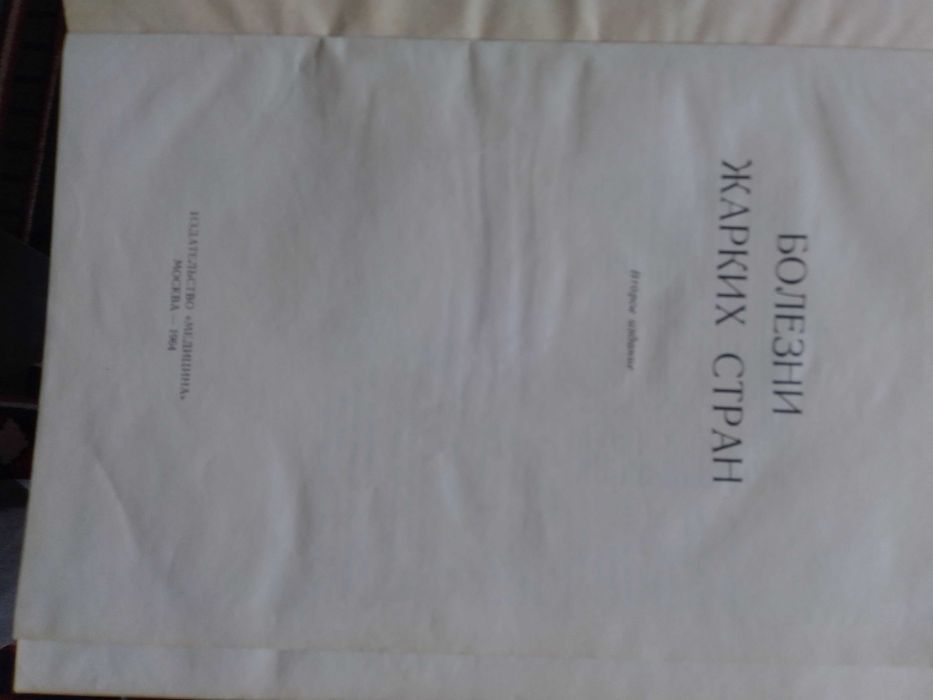 БОЛЕЗНИ
ЖАРКИХ СТРАН
Второе издание
ИЗДАТЕЛЬСТВО «МЕДИЦИНА»
МОСКВА — 1964